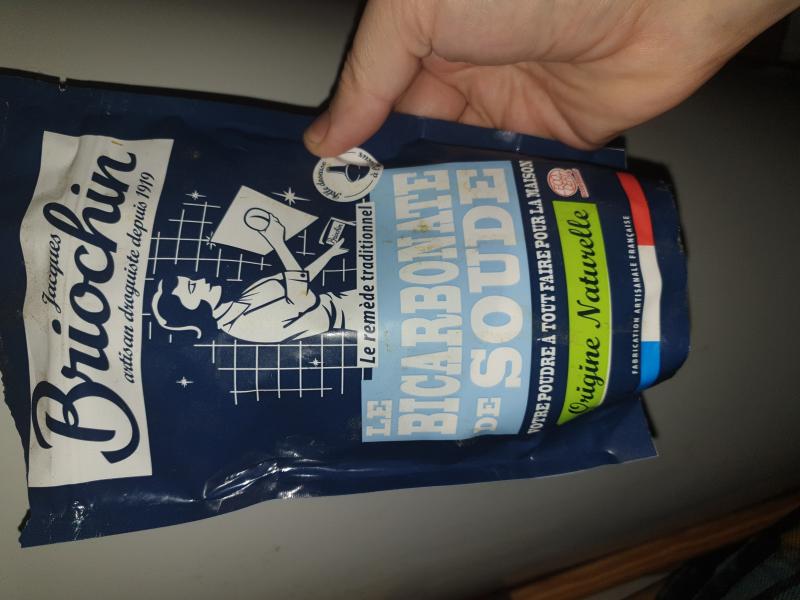 Jacques
Briochin
artisan droguiste depuis 1919
Le remède traditionnel
LE
BICARBONATE
DE SOUDE
VOTRE POUDRE À TOUT FAIRE POUR LA MAISON
Origine Naturelle
FABRICATION ARTISANALE FRANÇAISE